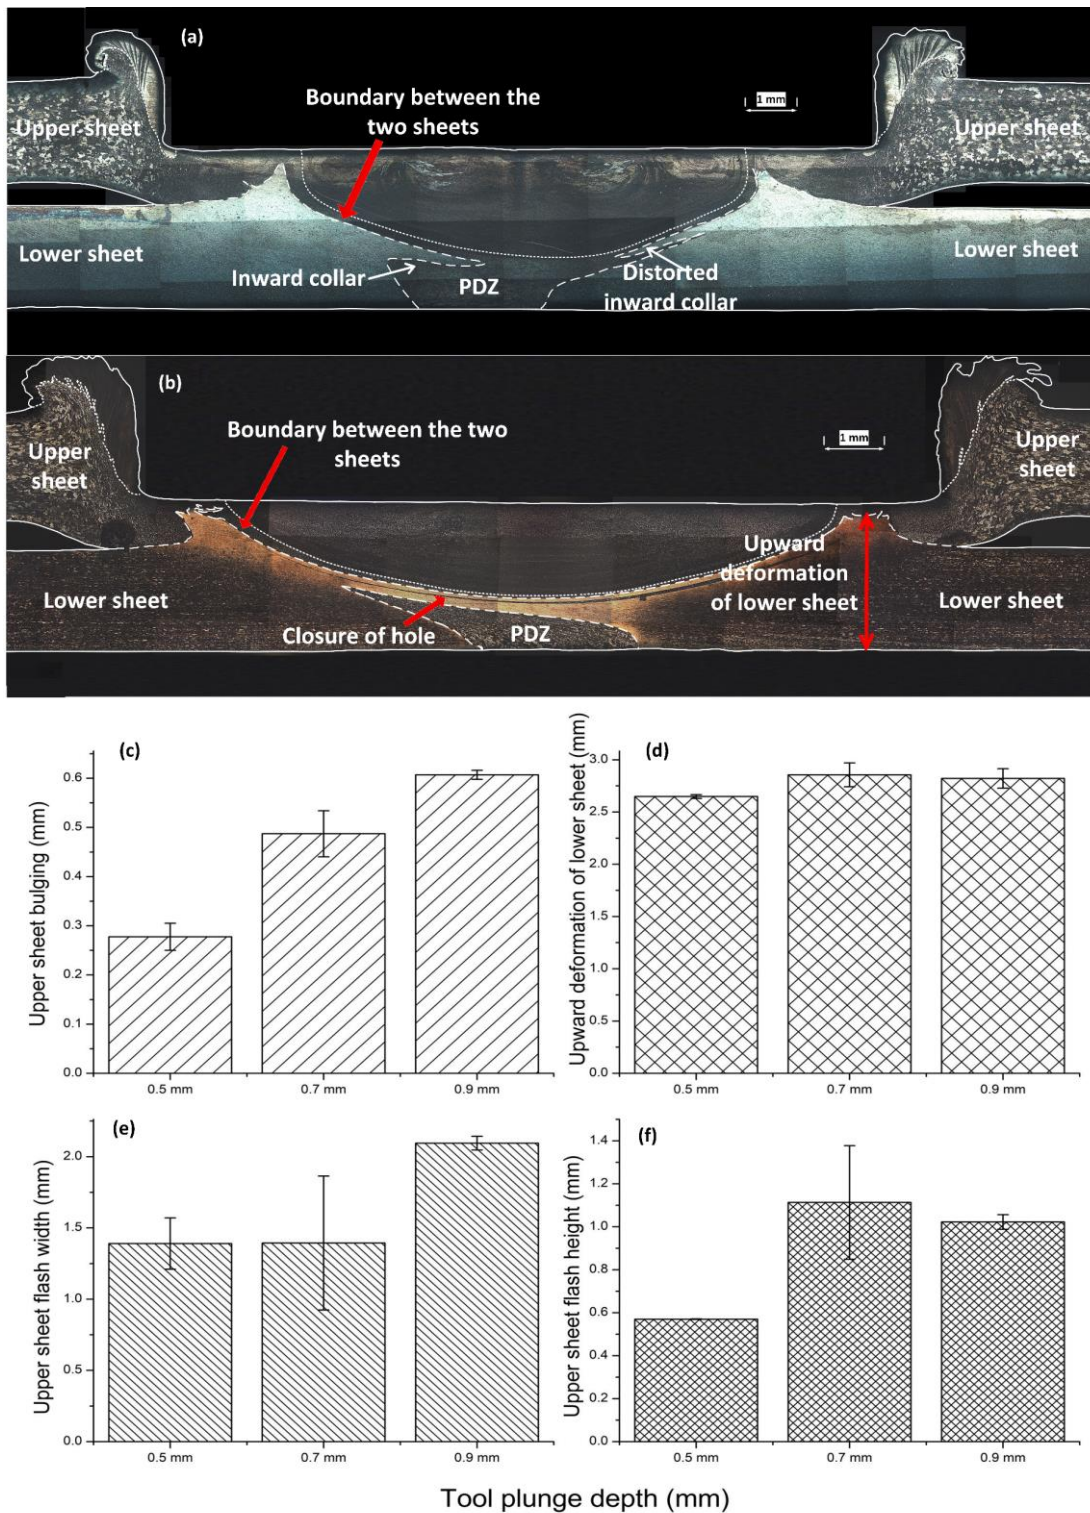 (a)
Boundary between the
two sheets
1 mm
Upper sheet
Upper sheet
Lower sheet
Lower sheet
Inward collar
PDZ
Distorted
inward collar
(b)
Boundary between the two
sheets
1 mm
Upper
sheet
Upper
sheet
Upward
deformation
of lower sheet
Lower sheet
Lower sheet
Closure of hole
PDZ
(c)
Upper sheet bulging (mm)
0.6
0.5
0.4
0.3
0.2
0.1
0.0
0.5 mm
0.7 mm
0.9 mm
(d)
Upward deformation of lower sheet (mm)
3.0
2.5
2.0
1.5
1.0
0.5
0.0
0.5 mm
0.7 mm
0.9 mm
(e)
Upper sheet flash width (mm)
2.0
1.5
1.0
0.5
0.0
0.5 mm
0.7 mm
0.9 mm
(f)
Upper sheet flash height (mm)
1.4
1.2
1.0
0.8
0.6
0.4
0.2
0.0
0.5 mm
0.7 mm
0.9 mm
Tool plunge depth (mm)